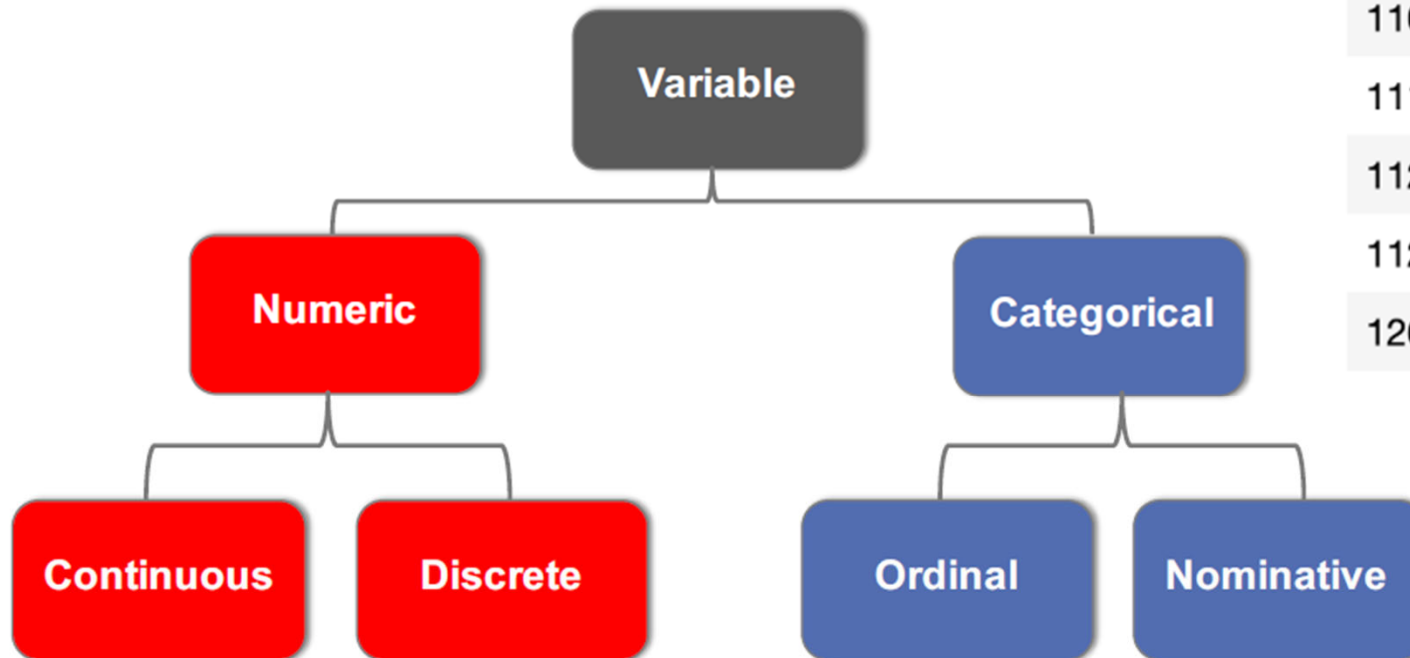 Variable
Numeric
Categorical
Continuous
Discrete
Ordinal
Nominative